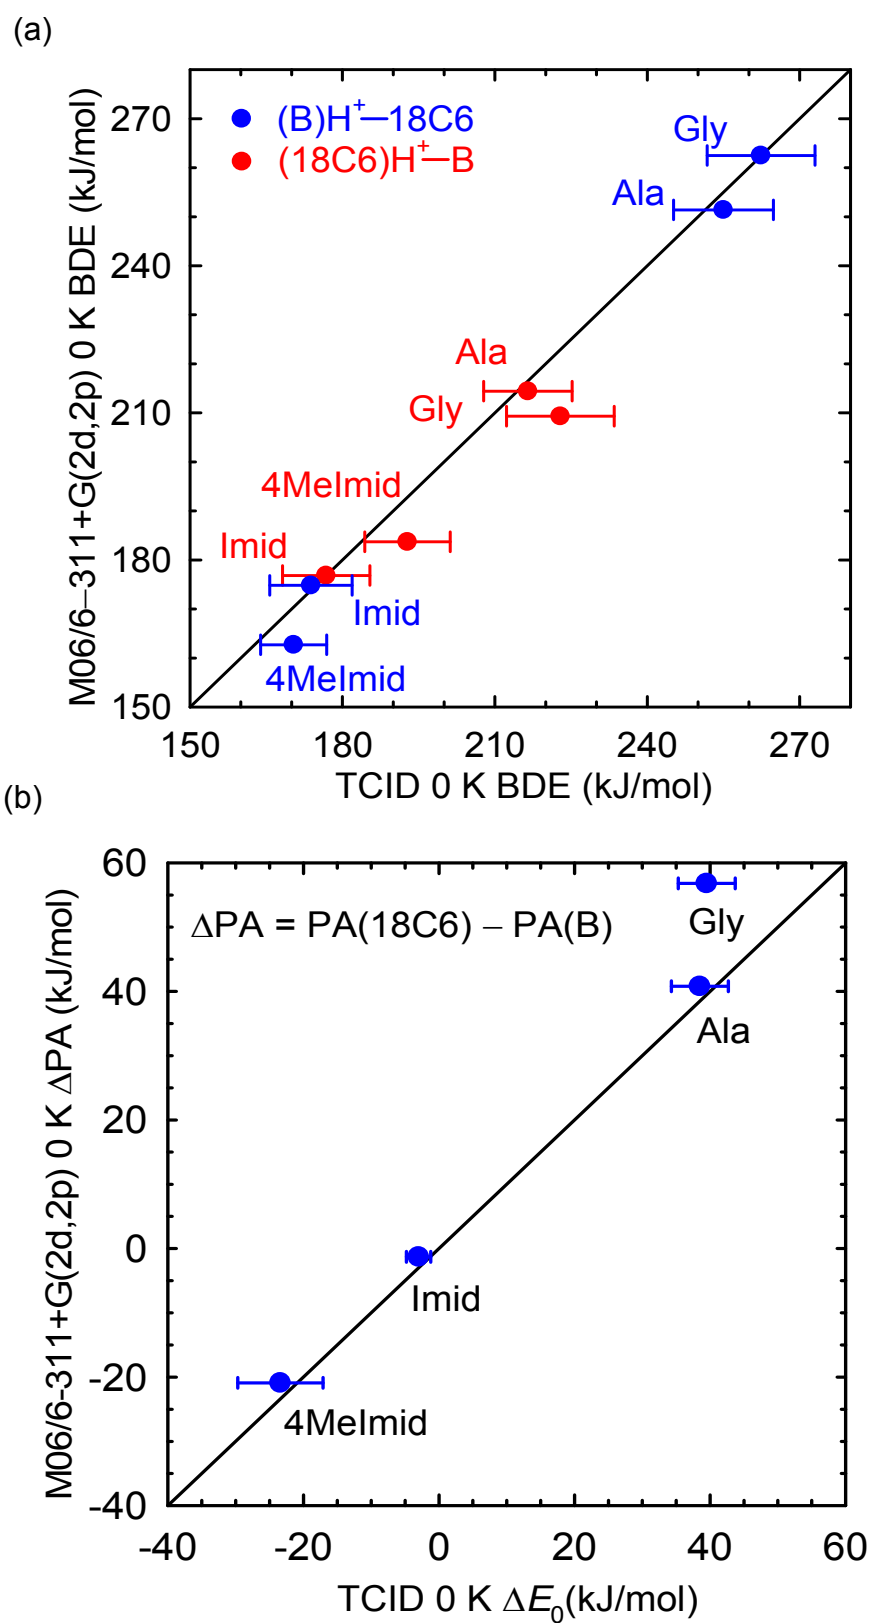 (a)
M06/6−311+G(2d,2p) 0 K BDE (kJ/mol)
270
240
210
180
150
(B)H⁺—18C6
(18C6)H⁺—B
Gly
Ala
Ala
Gly
4MeImid
Imid
Imid
4MeImid
150 180 210 240 270
TCID 0 K BDE (kJ/mol)
(b)
M06/6-311+G(2d,2p) 0 K ΔPA (kJ/mol)
60
40
20
0
-20
-40
ΔPA = PA(18C6) – PA(B)
Gly
Ala
Imid
4MeImid
-40 -20 0 20 40 60
TCID 0 K ΔE₀(kJ/mol)